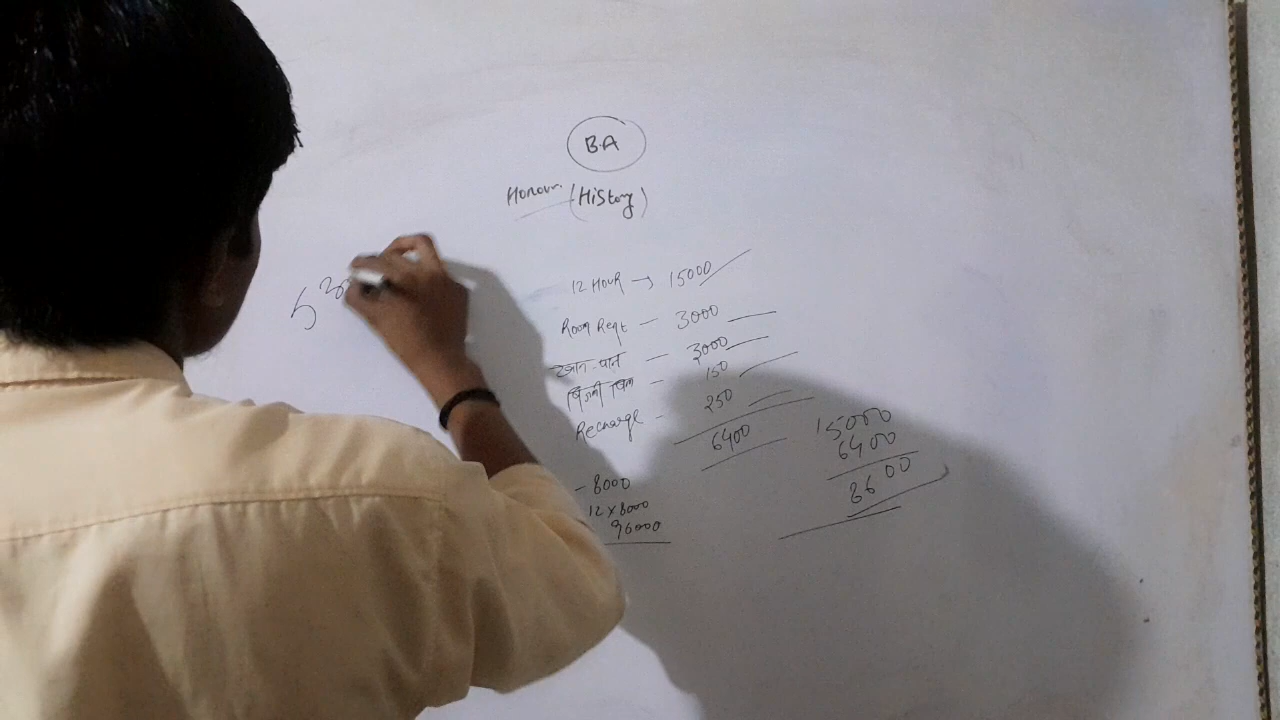 B.A
Honour. (History)
12 Hour → 15000
Room Rent - 3000
खान-पान - 3000
बिजली बिल - 150
Recharge - 250
6400
- 8000
12 x 8000
96000
15000
6400
8600